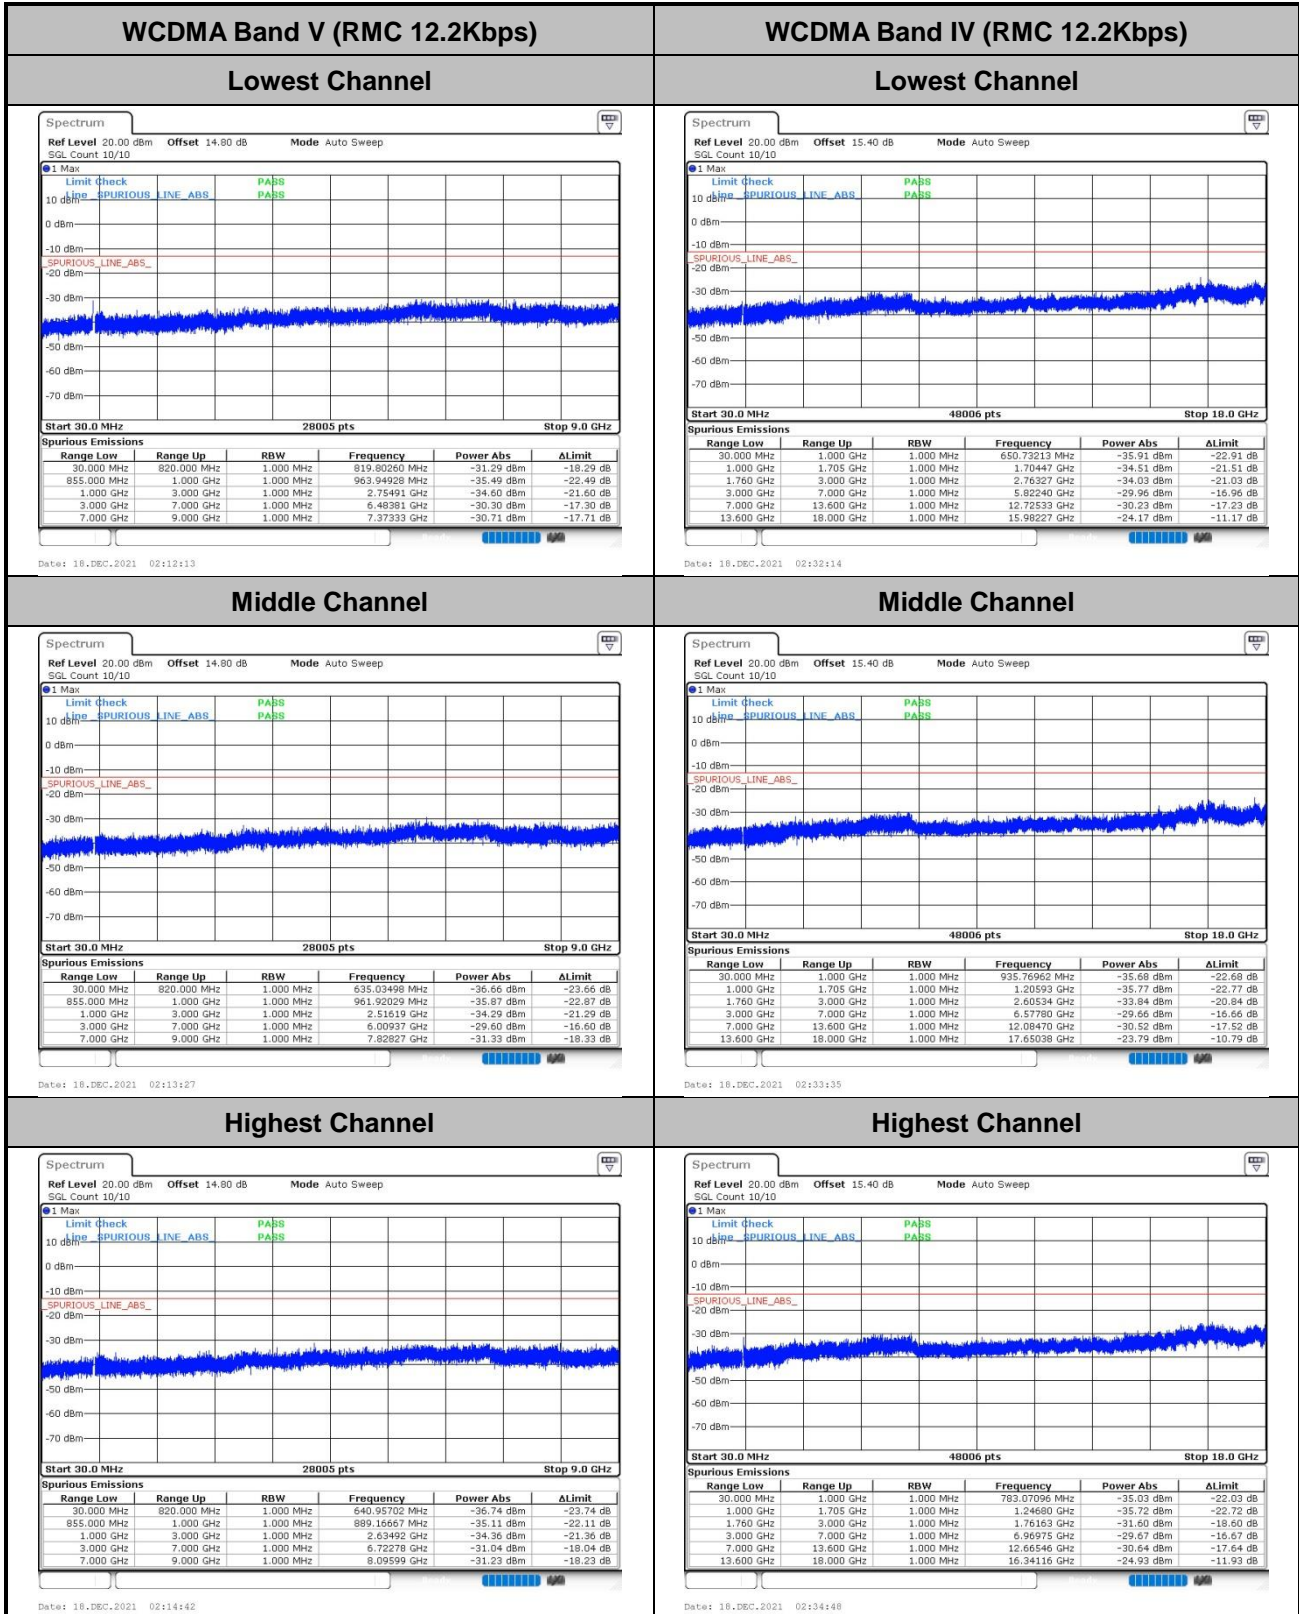 WCDMA Band V (RMC 12.2Kbps)
WCDMA Band IV (RMC 12.2Kbps)
Lowest Channel
Lowest Channel
Spectrum
Ref Level 20.00 dBm Offset 14.80 dB Mode Auto Sweep
SGL Count 10/10
1 Max
Limit Check PASS
Line _SPURIOUS_LINE_ABS_ PASS
10 dBm
0 dBm
-10 dBm
_SPURIOUS_LINE_ABS_
-20 dBm
-30 dBm
-50 dBm
-60 dBm
-70 dBm
Start 30.0 MHz 28005 pts Stop 9.0 GHz
Spurious Emissions
Range Low Range Up RBW Frequency Power Abs ΔLimit
30.000 MHz 820.000 MHz 1.000 MHz 819.80260 MHz -31.29 dBm -18.29 dB
855.000 MHz 1.000 GHz 1.000 MHz 963.94928 MHz -35.49 dBm -22.49 dB
1.000 GHz 3.000 GHz 1.000 MHz 2.75491 GHz -34.60 dBm -21.60 dB
3.000 GHz 7.000 GHz 1.000 MHz 6.48381 GHz -30.30 dBm -17.30 dB
7.000 GHz 9.000 GHz 1.000 MHz 7.37333 GHz -30.71 dBm -17.71 dB
Date: 18.DEC.2021 02:12:13
Spectrum
Ref Level 20.00 dBm Offset 15.40 dB Mode Auto Sweep
SGL Count 10/10
1 Max
Limit Check PASS
Line _SPURIOUS_LINE_ABS_ PASS
10 dBm
0 dBm
-10 dBm
_SPURIOUS_LINE_ABS_
-20 dBm
-30 dBm
-50 dBm
-60 dBm
-70 dBm
Start 30.0 MHz 48006 pts Stop 18.0 GHz
Spurious Emissions
Range Low Range Up RBW Frequency Power Abs ΔLimit
30.000 MHz 1.000 GHz 1.000 MHz 650.73213 MHz -35.91 dBm -22.91 dB
1.000 GHz 1.705 GHz 1.000 MHz 1.70447 GHz -34.51 dBm -21.51 dB
1.760 GHz 3.000 GHz 1.000 MHz 2.76327 GHz -34.03 dBm -21.03 dB
3.000 GHz 7.000 GHz 1.000 MHz 5.82240 GHz -29.96 dBm -16.96 dB
7.000 GHz 13.600 GHz 1.000 MHz 12.72533 GHz -30.23 dBm -17.23 dB
13.600 GHz 18.000 GHz 1.000 MHz 15.98227 GHz -24.17 dBm -11.17 dB
Date: 18.DEC.2021 02:32:14
Middle Channel
Middle Channel
Spectrum
Ref Level 20.00 dBm Offset 14.80 dB Mode Auto Sweep
SGL Count 10/10
1 Max
Limit Check PASS
Line _SPURIOUS_LINE_ABS_ PASS
10 dBm
0 dBm
-10 dBm
_SPURIOUS_LINE_ABS_
-20 dBm
-30 dBm
-50 dBm
-60 dBm
-70 dBm
Start 30.0 MHz 28005 pts Stop 9.0 GHz
Spurious Emissions
Range Low Range Up RBW Frequency Power Abs ΔLimit
30.000 MHz 820.000 MHz 1.000 MHz 635.03498 MHz -36.66 dBm -23.66 dB
855.000 MHz 1.000 GHz 1.000 MHz 961.92029 MHz -35.87 dBm -22.87 dB
1.000 GHz 3.000 GHz 1.000 MHz 2.51619 GHz -34.29 dBm -21.29 dB
3.000 GHz 7.000 GHz 1.000 MHz 6.00937 GHz -29.60 dBm -16.60 dB
7.000 GHz 9.000 GHz 1.000 MHz 7.82827 GHz -31.33 dBm -18.33 dB
Date: 18.DEC.2021 02:13:27
Spectrum
Ref Level 20.00 dBm Offset 15.40 dB Mode Auto Sweep
SGL Count 10/10
1 Max
Limit Check PASS
Line _SPURIOUS_LINE_ABS_ PASS
10 dBm
0 dBm
-10 dBm
_SPURIOUS_LINE_ABS_
-20 dBm
-30 dBm
-50 dBm
-60 dBm
-70 dBm
Start 30.0 MHz 48006 pts Stop 18.0 GHz
Spurious Emissions
Range Low Range Up RBW Frequency Power Abs ΔLimit
30.000 MHz 1.000 GHz 1.000 MHz 935.76962 MHz -35.68 dBm -22.68 dB
1.000 GHz 1.705 GHz 1.000 MHz 1.20593 GHz -35.77 dBm -22.77 dB
1.760 GHz 3.000 GHz 1.000 MHz 2.60534 GHz -33.84 dBm -20.84 dB
3.000 GHz 7.000 GHz 1.000 MHz 6.57780 GHz -29.66 dBm -16.66 dB
7.000 GHz 13.600 GHz 1.000 MHz 12.08470 GHz -30.52 dBm -17.52 dB
13.600 GHz 18.000 GHz 1.000 MHz 17.65038 GHz -23.79 dBm -10.79 dB
Date: 18.DEC.2021 02:33:35
Highest Channel
Highest Channel
Spectrum
Ref Level 20.00 dBm Offset 14.80 dB Mode Auto Sweep
SGL Count 10/10
1 Max
Limit Check PASS
Line _SPURIOUS_LINE_ABS_ PASS
10 dBm
0 dBm
-10 dBm
_SPURIOUS_LINE_ABS_
-20 dBm
-30 dBm
-50 dBm
-60 dBm
-70 dBm
Start 30.0 MHz 28005 pts Stop 9.0 GHz
Spurious Emissions
Range Low Range Up RBW Frequency Power Abs ΔLimit
30.000 MHz 820.000 MHz 1.000 MHz 640.95702 MHz -36.74 dBm -23.74 dB
855.000 MHz 1.000 GHz 1.000 MHz 889.16667 MHz -35.11 dBm -22.11 dB
1.000 GHz 3.000 GHz 1.000 MHz 2.63492 GHz -34.36 dBm -21.36 dB
3.000 GHz 7.000 GHz 1.000 MHz 6.72278 GHz -31.04 dBm -18.04 dB
7.000 GHz 9.000 GHz 1.000 MHz 8.09599 GHz -31.23 dBm -18.23 dB
Date: 18.DEC.2021 02:14:42
Spectrum
Ref Level 20.00 dBm Offset 15.40 dB Mode Auto Sweep
SGL Count 10/10
1 Max
Limit Check PASS
Line _SPURIOUS_LINE_ABS_ PASS
10 dBm
0 dBm
-10 dBm
_SPURIOUS_LINE_ABS_
-20 dBm
-30 dBm
-50 dBm
-60 dBm
-70 dBm
Start 30.0 MHz 48006 pts Stop 18.0 GHz
Spurious Emissions
Range Low Range Up RBW Frequency Power Abs ΔLimit
30.000 MHz 1.000 GHz 1.000 MHz 783.07096 MHz -35.03 dBm -22.03 dB
1.000 GHz 1.705 GHz 1.000 MHz 1.24680 GHz -35.72 dBm -22.72 dB
1.760 GHz 3.000 GHz 1.000 MHz 1.76163 GHz -31.60 dBm -18.60 dB
3.000 GHz 7.000 GHz 1.000 MHz 6.96975 GHz -29.67 dBm -16.67 dB
7.000 GHz 13.600 GHz 1.000 MHz 12.66546 GHz -30.64 dBm -17.64 dB
13.600 GHz 18.000 GHz 1.000 MHz 16.34116 GHz -24.93 dBm -11.93 dB
Date: 18.DEC.2021 02:34:48